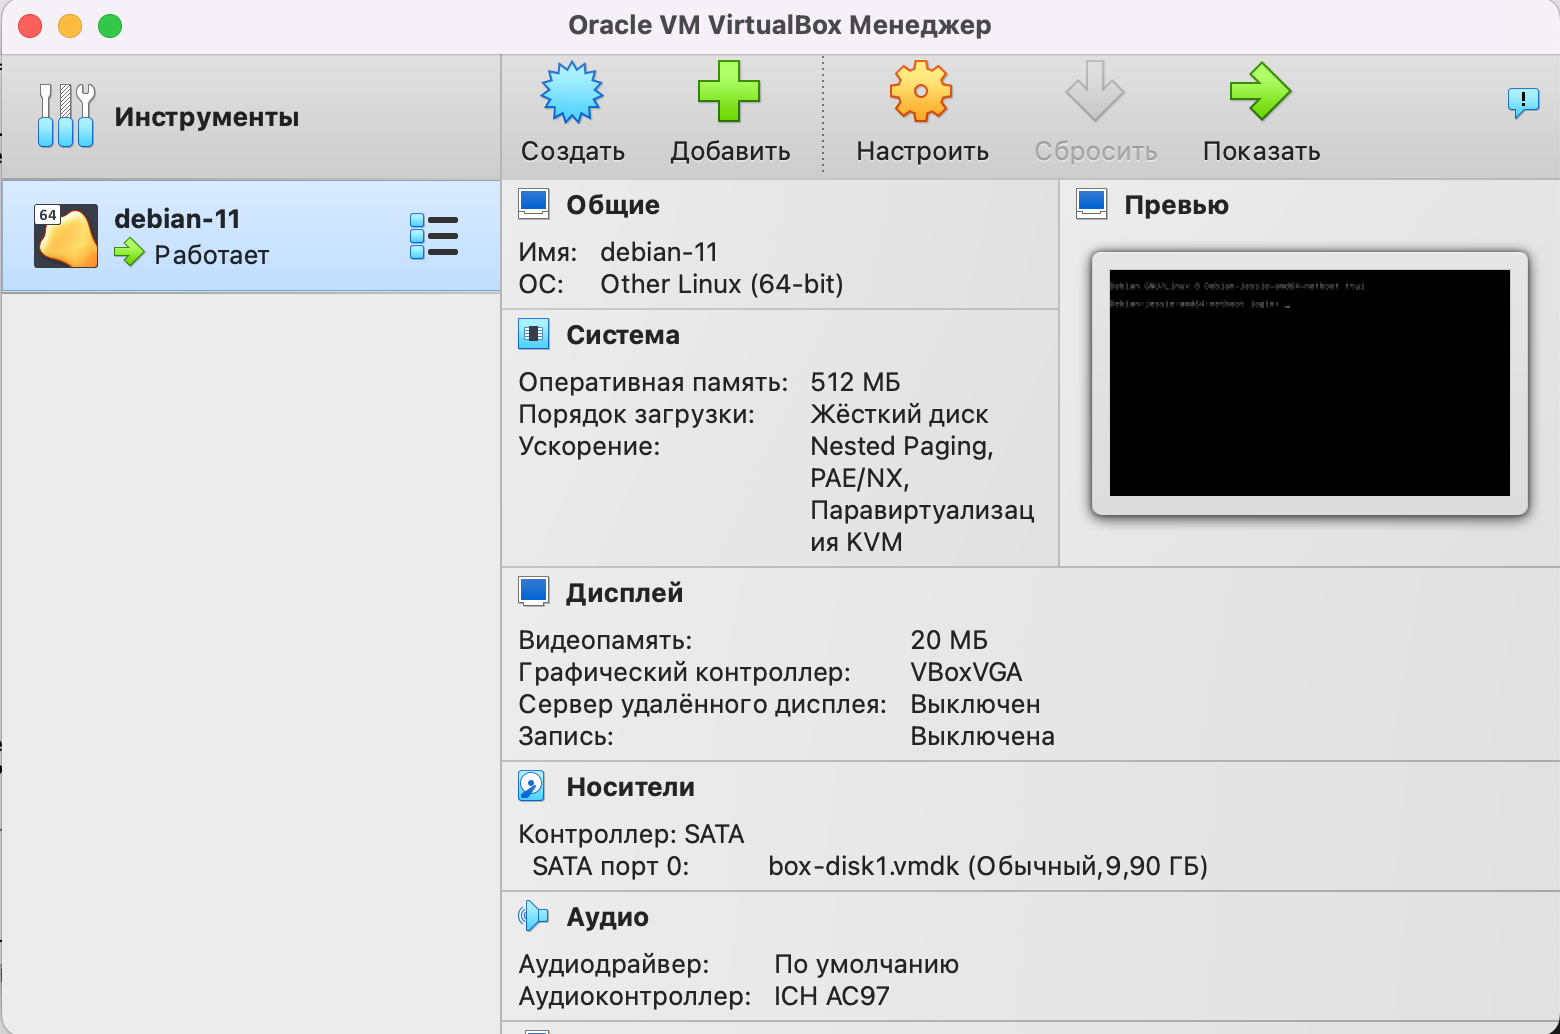 Oracle VM VirtualBox Менеджер
Инструменты
Создать
Добавить
Настроить
Сбросить
Показать
64
debian-11
Работает
Общие
Имя: debian-11
ОС: Other Linux (64-bit)
Превью
Система
Оперативная память: 512 МБ
Порядок загрузки: Жёсткий диск
Ускорение: Nested Paging,
PAE/NX,
Паравиртуализац
ия KVM
Дисплей
Видеопамять: 20 МБ
Графический контроллер: VBoxVGA
Сервер удалённого дисплея: Выключен
Запись: Выключена
Носители
Контроллер: SATA
SATA порт 0: box-disk1.vmdk (Обычный,9,90 ГБ)
Аудио
Аудиодрайвер: По умолчанию
Аудиоконтроллер: ICH AC97